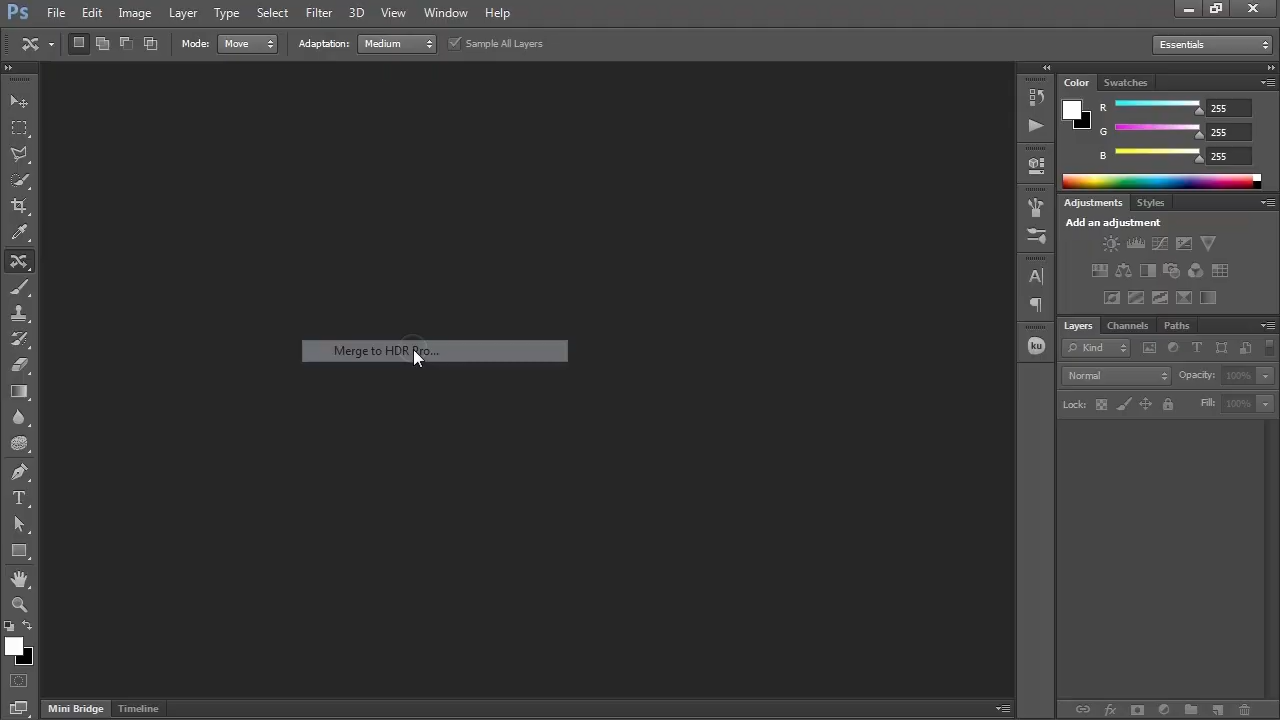 Ps File Edit Image Layer Type Select Filter 3D View Window Help
Mode: Move Adaptation: Medium Sample All Layers Essentials
Color Swatches
R 255
G 255
B 255
Adjustments Styles
Add an adjustment
A
ku
Layers Channels Paths
Kind T
Normal Opacity: 100%
Lock: Fill: 100%
Merge to HDR Pro...
T
fx
Mini Bridge Timeline